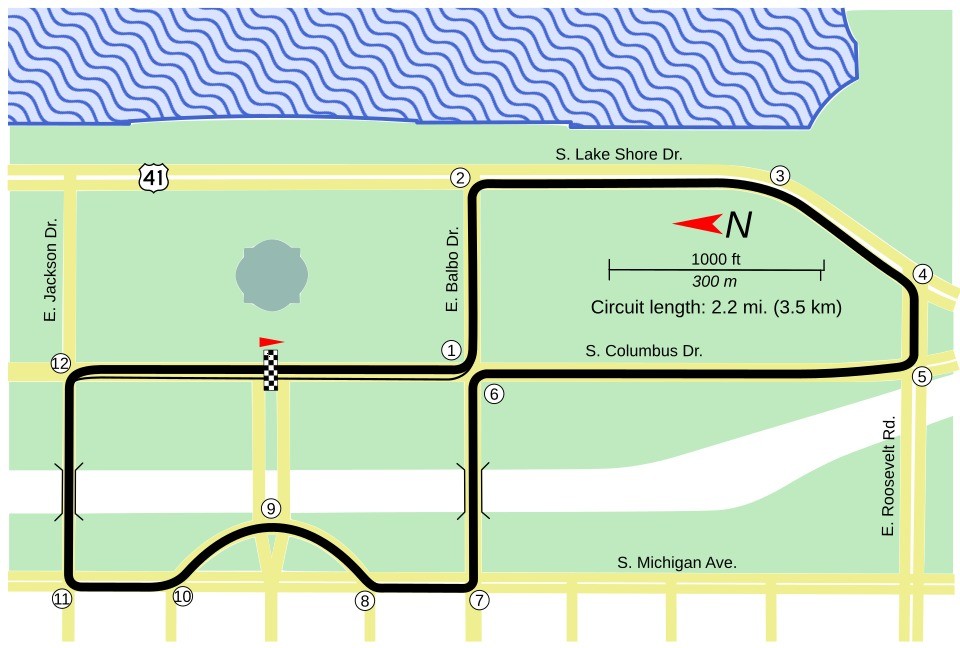 S. Lake Shore Dr.
41
2
3
E. Jackson Dr.
E. Balbo Dr.
N
1000 ft
300 m
4
Circuit length: 2.2 mi. (3.5 km)
12
1
S. Columbus Dr.
5
6
E. Roosevelt Rd.
9
S. Michigan Ave.
11
10
8
7